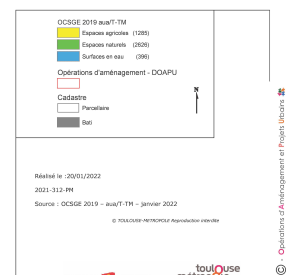 OCSGE 2019 aua/T-TM
Espaces agricoles (1285)
Espaces naturels (2626)
Surfaces en eau (396)
Opérations d'aménagement - DOAPU
Cadastre
Parcellaire
Bati
N
Réalisé le :20/01/2022
2021-312-PM
Source : OCSGE 2019 – aua/T-TM – janvier 2022
© TOULOUSE METROPOLE Reproduction interdite
toulouse
métropole
© - Opérations d'Aménagement et Projets Urbains